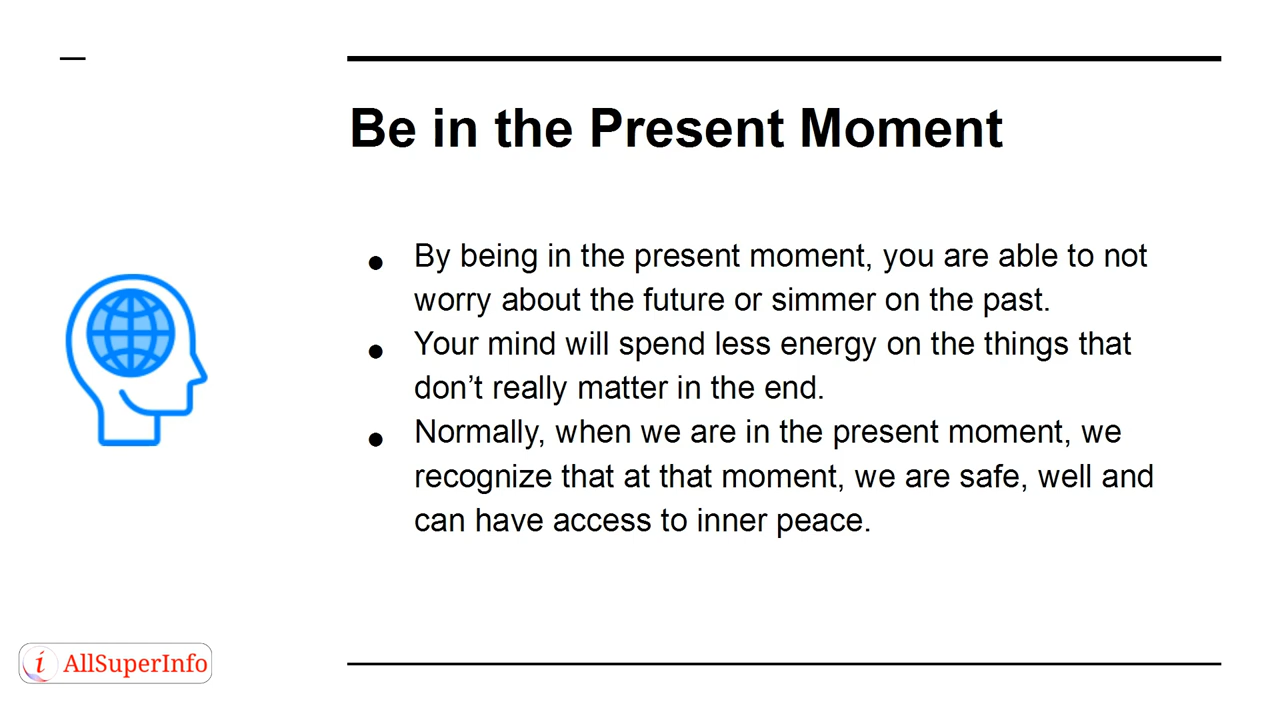 Be in the Present Moment
● By being in the present moment, you are able to not
worry about the future or simmer on the past.
● Your mind will spend less energy on the things that
don’t really matter in the end.
● Normally, when we are in the present moment, we
recognize that at that moment, we are safe, well and
can have access to inner peace.
i AllSuperInfo